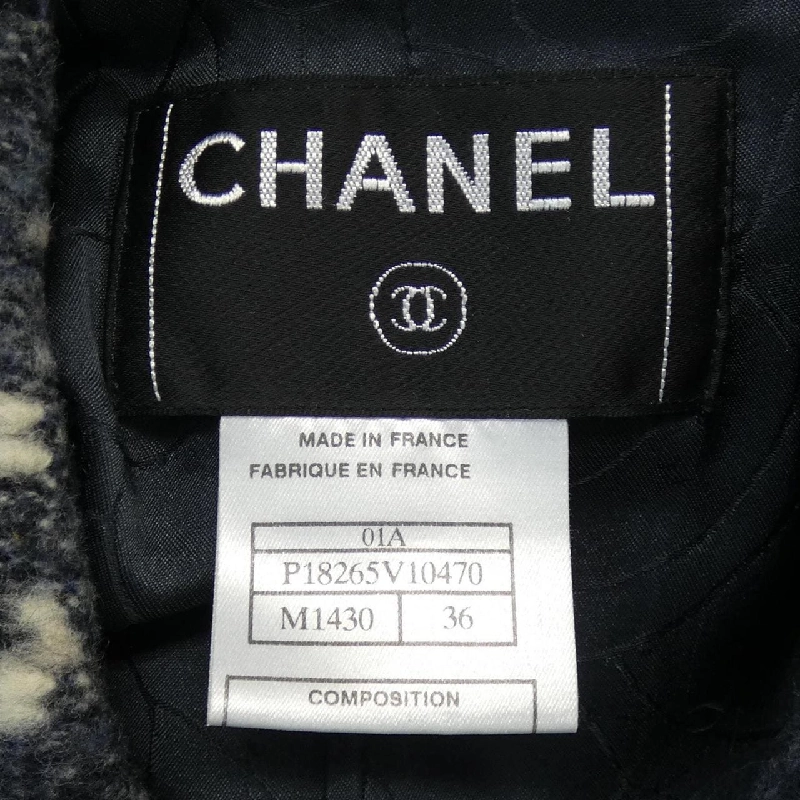 CHANEL
MADE IN FRANCE
FABRIQUE EN FRANCE
01A
P18265V10470
M1430 36
COMPOSITION